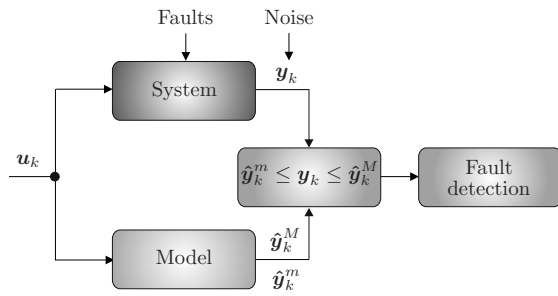 Faults Noise
System
y_k
u_k
ŷ_k^m ≤ y_k ≤ ŷ_k^M
Fault
detection
Model
ŷ_k^M
ŷ_k^m